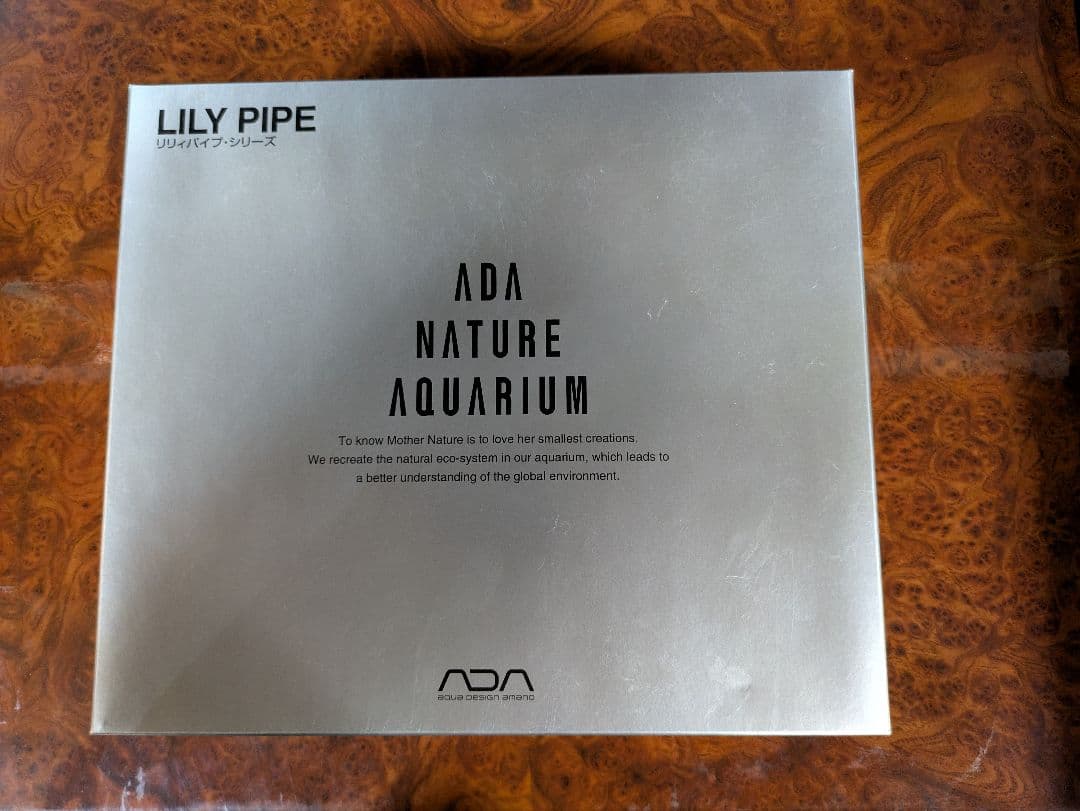 LILY PIPE
リリィパイプ・シリーズ
ADA
NATURE
AQUARIUM
To know Mother Nature is to love her smallest creations.
We recreate the natural eco-system in our aquarium, which leads to
a better understanding of the global environment.
ADA
aqua DESIGN amano